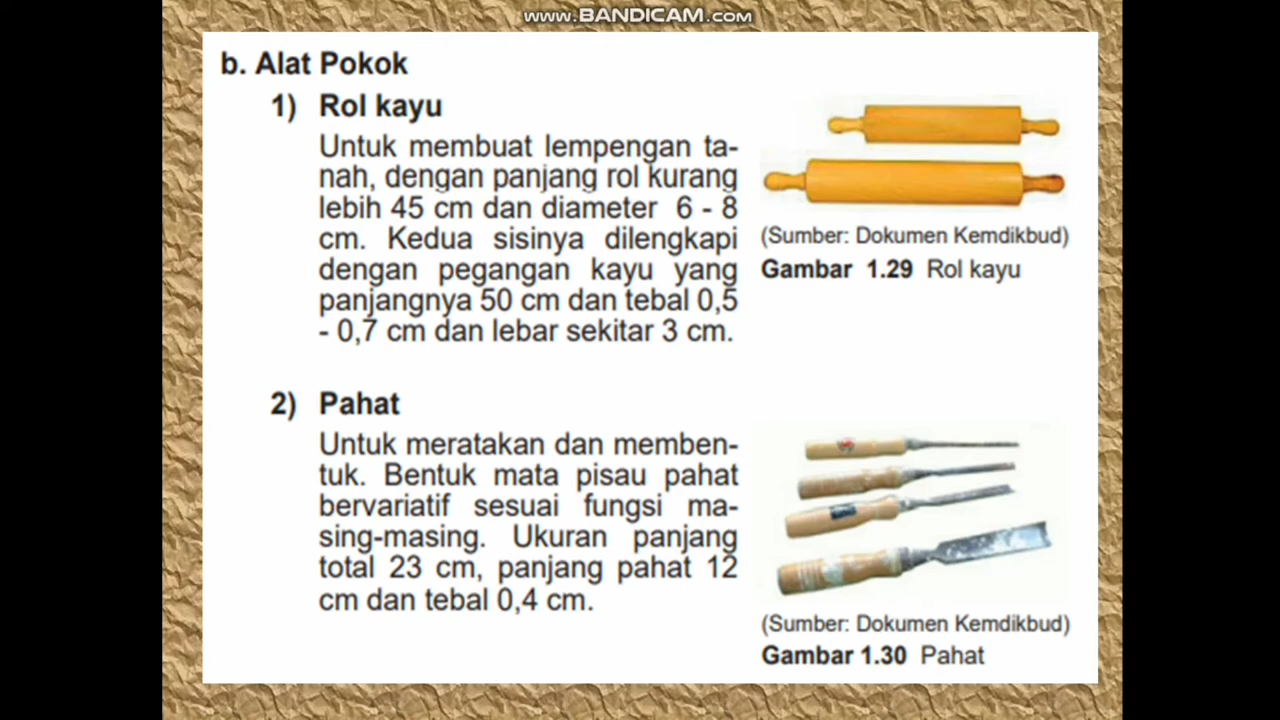 www.BANDICAM.com
b. Alat Pokok
1) Rol kayu
Untuk membuat lempengan ta-
nah, dengan panjang rol kurang
lebih 45 cm dan diameter 6 - 8
cm. Kedua sisinya dilengkapi
dengan pegangan kayu yang
panjangnya 50 cm dan tebal 0,5
- 0,7 cm dan lebar sekitar 3 cm.
(Sumber: Dokumen Kemdikbud)
Gambar 1.29 Rol kayu
2) Pahat
Untuk meratakan dan memben-
tuk. Bentuk mata pisau pahat
bervariatif sesuai fungsi ma-
sing-masing. Ukuran panjang
total 23 cm, panjang pahat 12
cm dan tebal 0,4 cm.
(Sumber: Dokumen Kemdikbud)
Gambar 1.30 Pahat